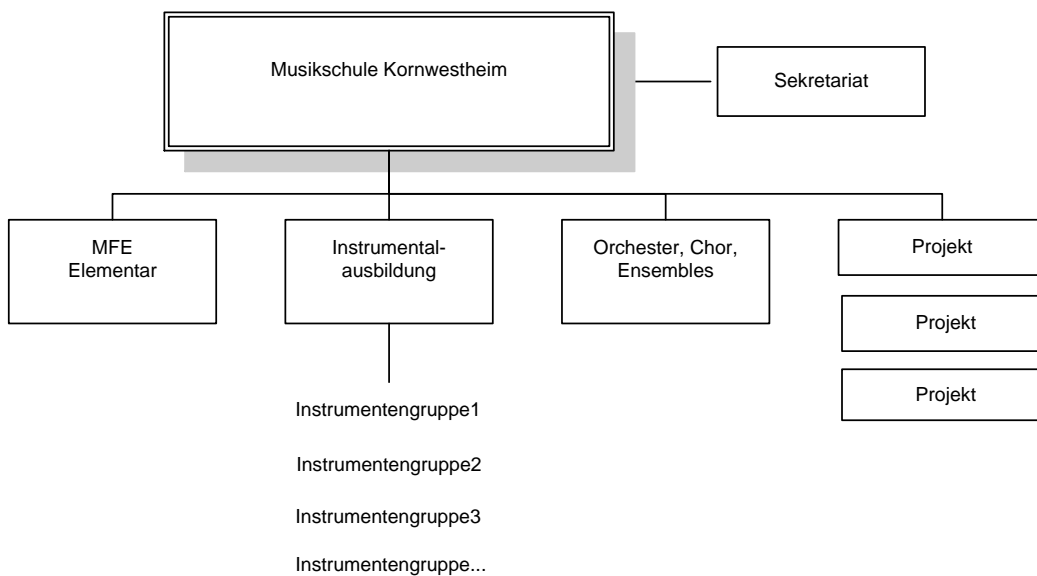 Musikschule Kornwestheim
Sekretariat
MFE
Elementar
Instrumental-
ausbildung
Orchester, Chor,
Ensembles
Projekt
Projekt
Projekt
Instrumentengruppe1
Instrumentengruppe2
Instrumentengruppe3
Instrumentengruppe...